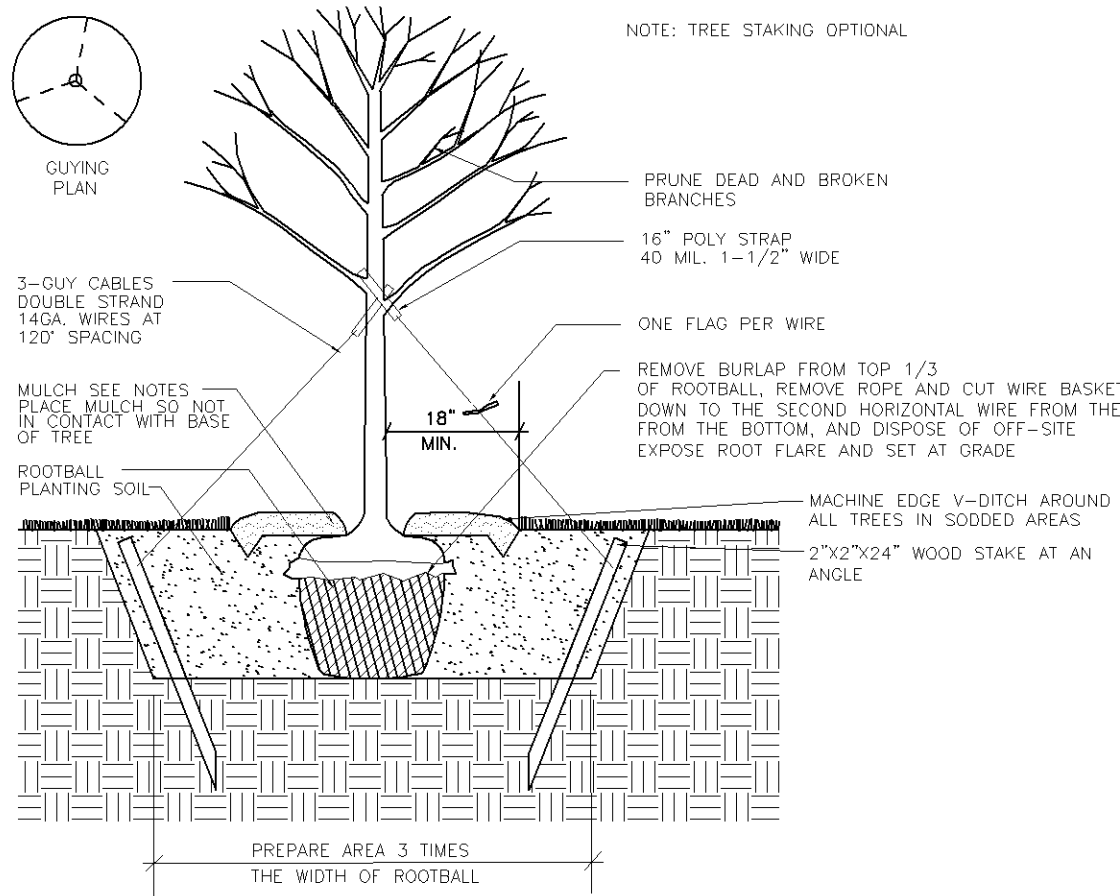 NOTE: TREE STAKING OPTIONAL
GUYING
PLAN
PRUNE DEAD AND BROKEN
BRANCHES
16" POLY STRAP
40 MIL. 1-1/2" WIDE
3-GUY CABLES
DOUBLE STRAND
14GA. WIRES AT
120° SPACING
ONE FLAG PER WIRE
REMOVE BURLAP FROM TOP 1/3
OF ROOTBALL, REMOVE ROPE AND CUT WIRE BASKET
DOWN TO THE SECOND HORIZONTAL WIRE FROM THE
FROM THE BOTTOM, AND DISPOSE OF OFF-SITE
EXPOSE ROOT FLARE AND SET AT GRADE
MULCH SEE NOTES
PLACE MULCH SO NOT
IN CONTACT WITH BASE
OF TREE
18"
MIN.
ROOTBALL
PLANTING SOIL
MACHINE EDGE V-DITCH AROUND
ALL TREES IN SODDED AREAS
2"X2"X24" WOOD STAKE AT AN
ANGLE
PREPARE AREA 3 TIMES
THE WIDTH OF ROOTBALL